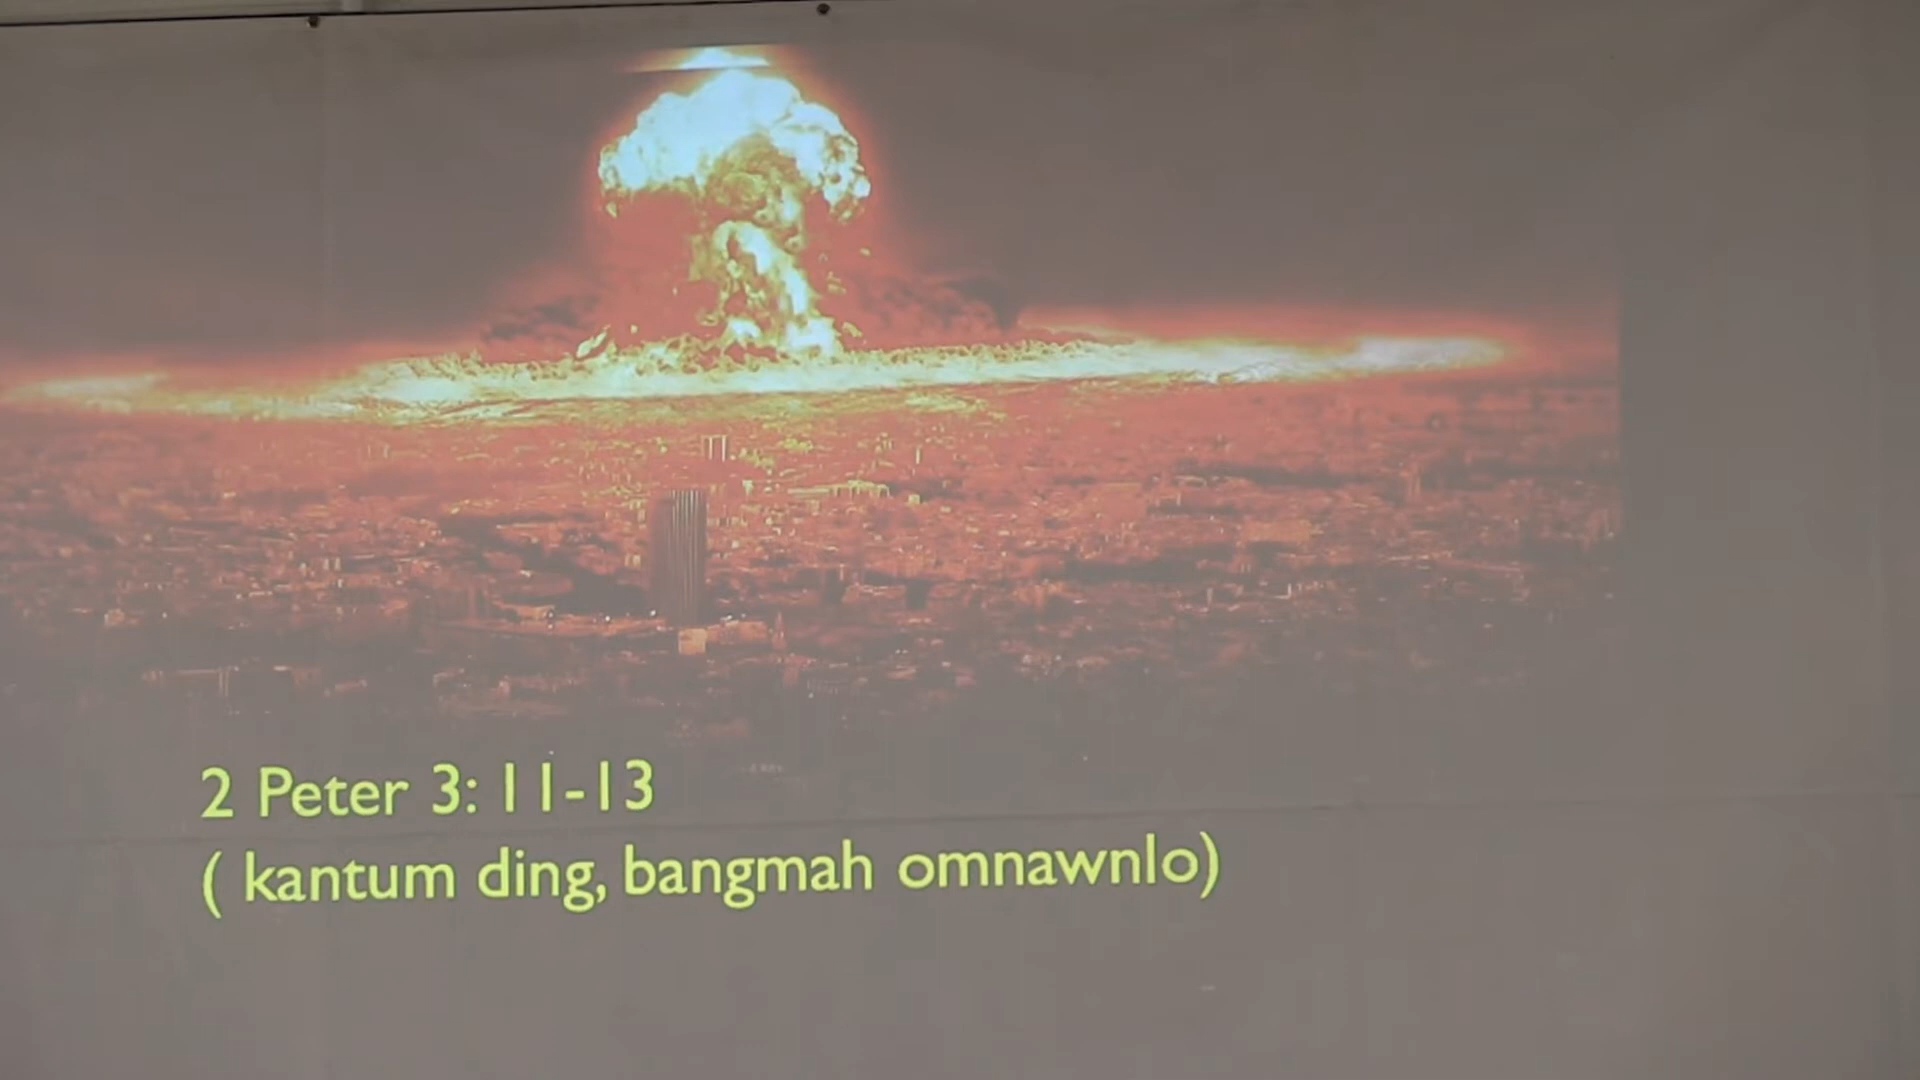 2 Peter 3: 11-13
( kantum ding, bangmah omnawnlo)